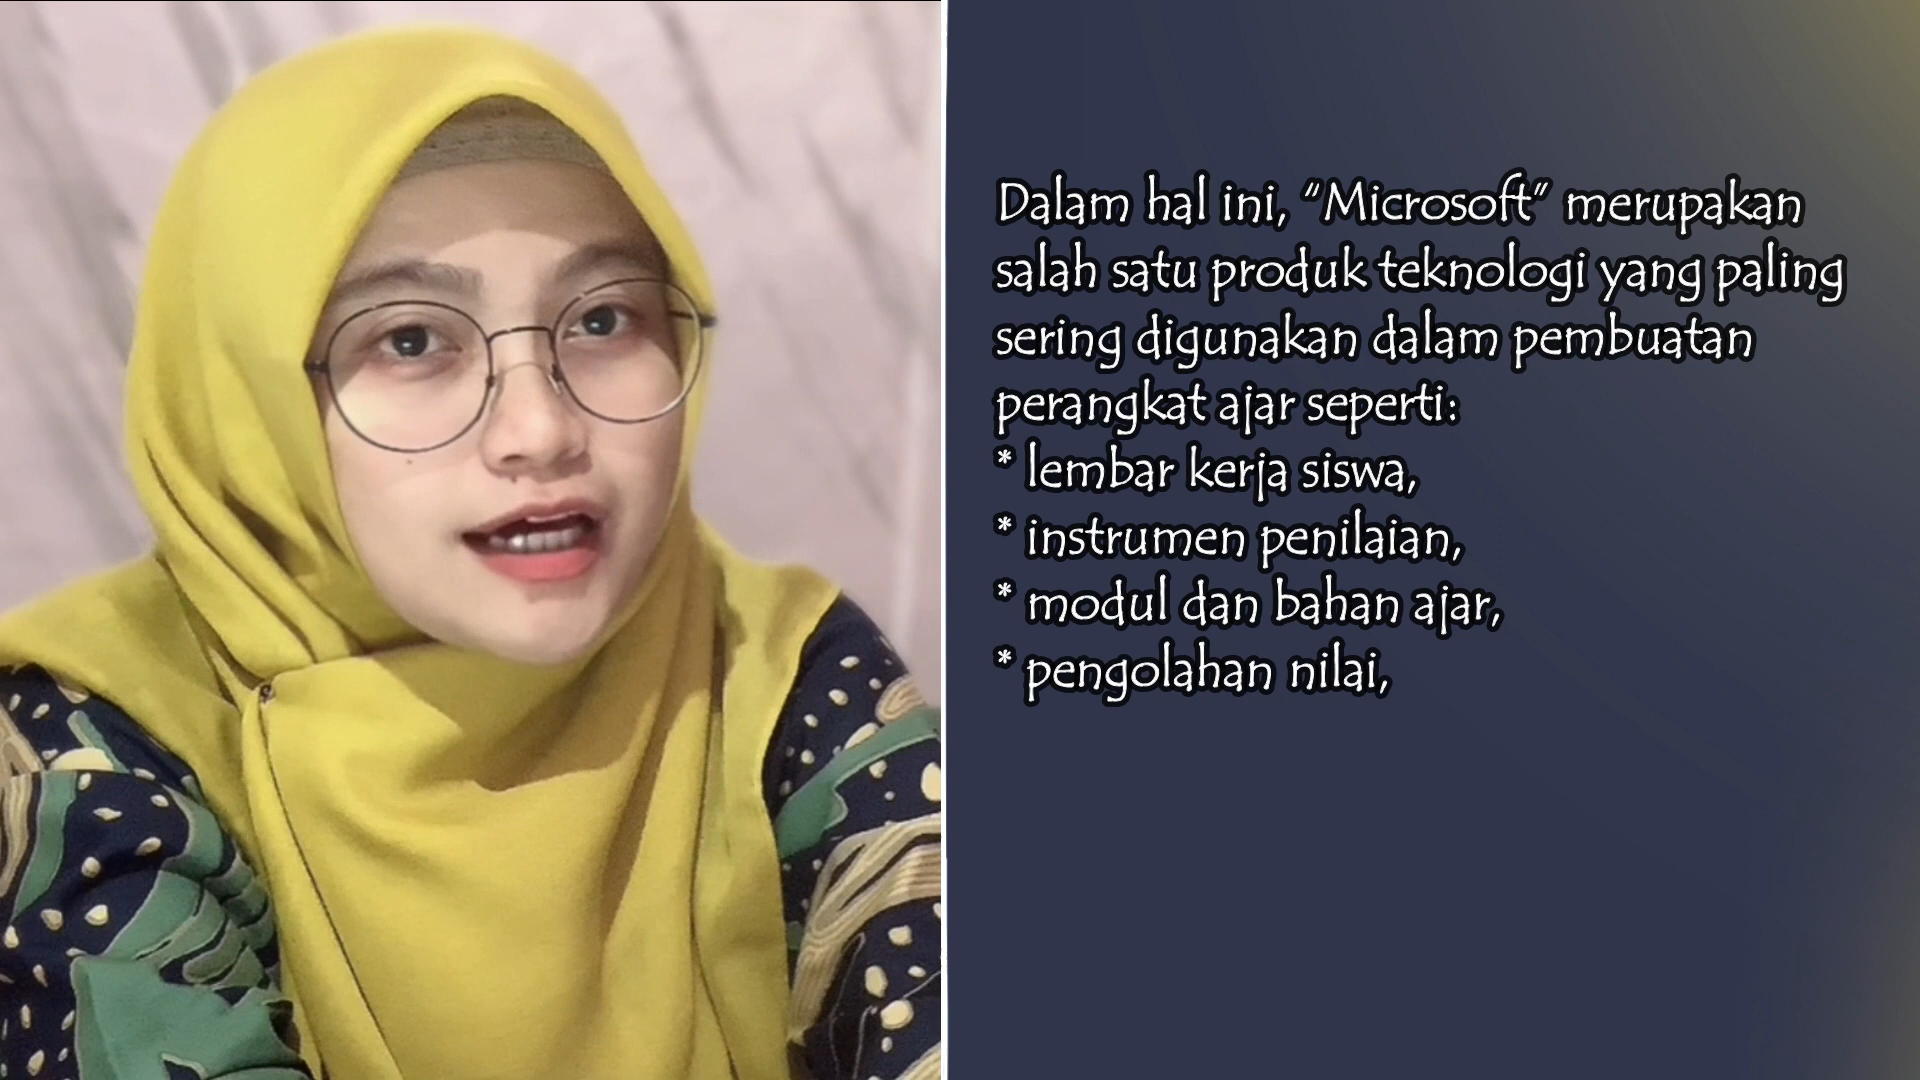 Dalam hal ini, “Microsoft” merupakan
salah satu produk teknologi yang paling
sering digunakan dalam pembuatan
perangkat ajar seperti:
* lembar kerja siswa,
* instrumen penilaian,
* modul dan bahan ajar,
* pengolahan nilai,